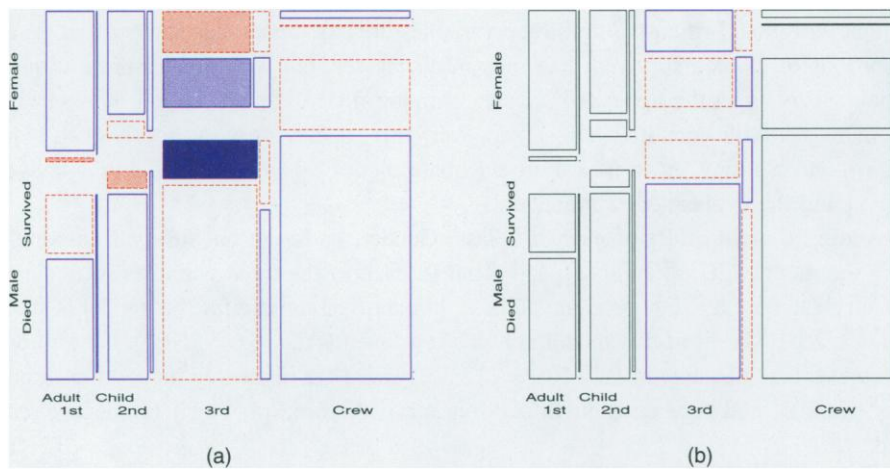 Female
Survived
Male
Died
Adult Child
1st 2nd 3rd Crew
(a)
Female
Survived
Male
Died
Adult Child
1st 2nd 3rd Crew
(b)